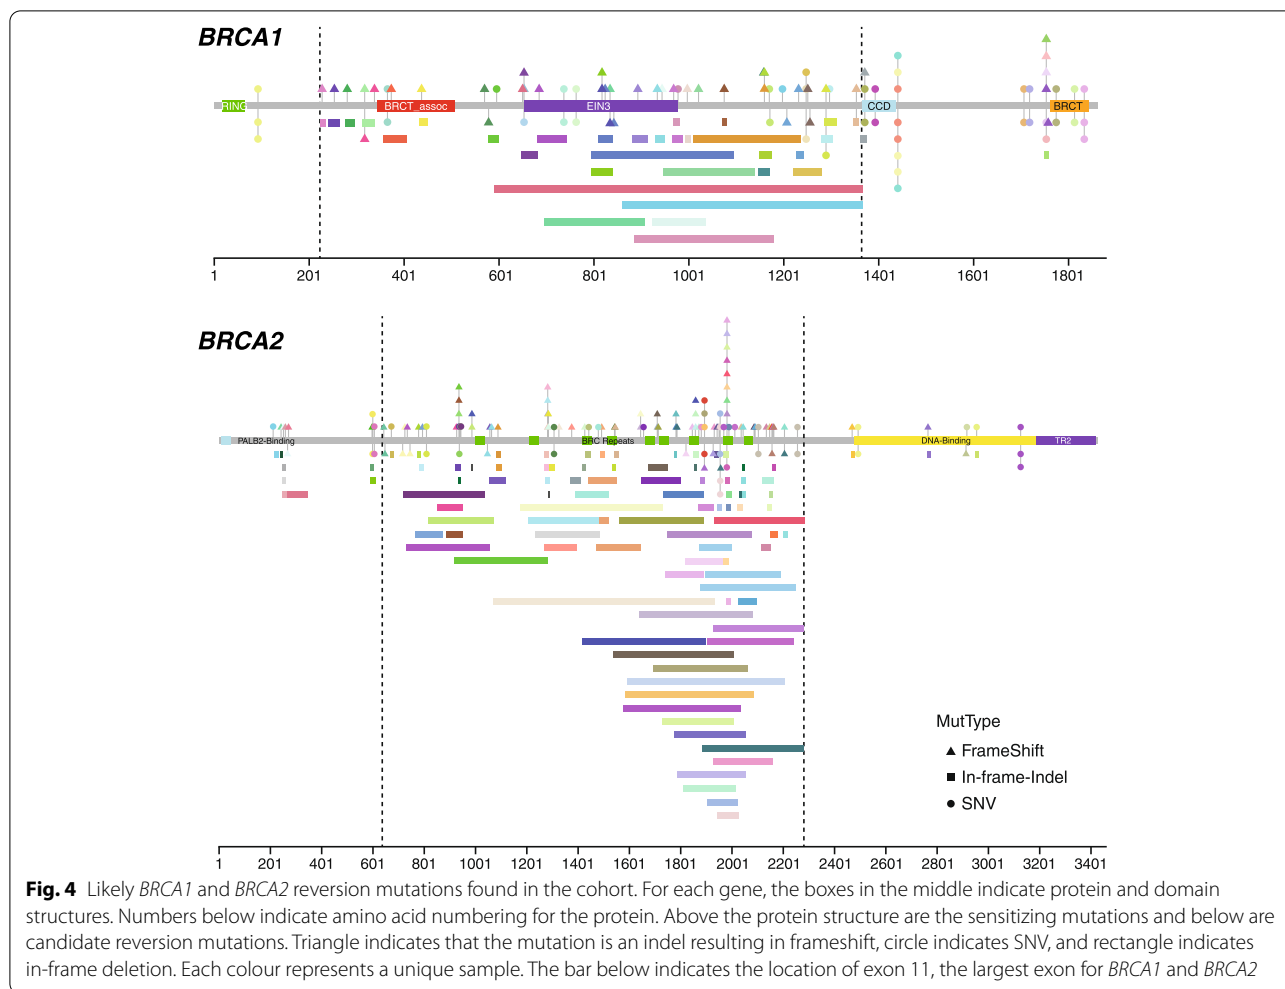 BRCA1
RING
BRCT_assoc
EIN3
CCD
BRCT
1 201 401 601 801 1001 1201 1401 1601 1801
BRCA2
PALB2-Binding
BRC Repeats
DNA-Binding
TR2
MutType
FrameShift
In-frame-Indel
SNV
1 201 401 601 801 1001 1201 1401 1601 1801 2001 2201 2401 2601 2801 3001 3201 3401
Fig. 4 Likely BRCA1 and BRCA2 reversion mutations found in the cohort. For each gene, the boxes in the middle indicate protein and domain
structures. Numbers below indicate amino acid numbering for the protein. Above the protein structure are the sensitizing mutations and below are
candidate reversion mutations. Triangle indicates that the mutation is an indel resulting in frameshift, circle indicates SNV, and rectangle indicates
in-frame deletion. Each colour represents a unique sample. The bar below indicates the location of exon 11, the largest exon for BRCA1 and BRCA2